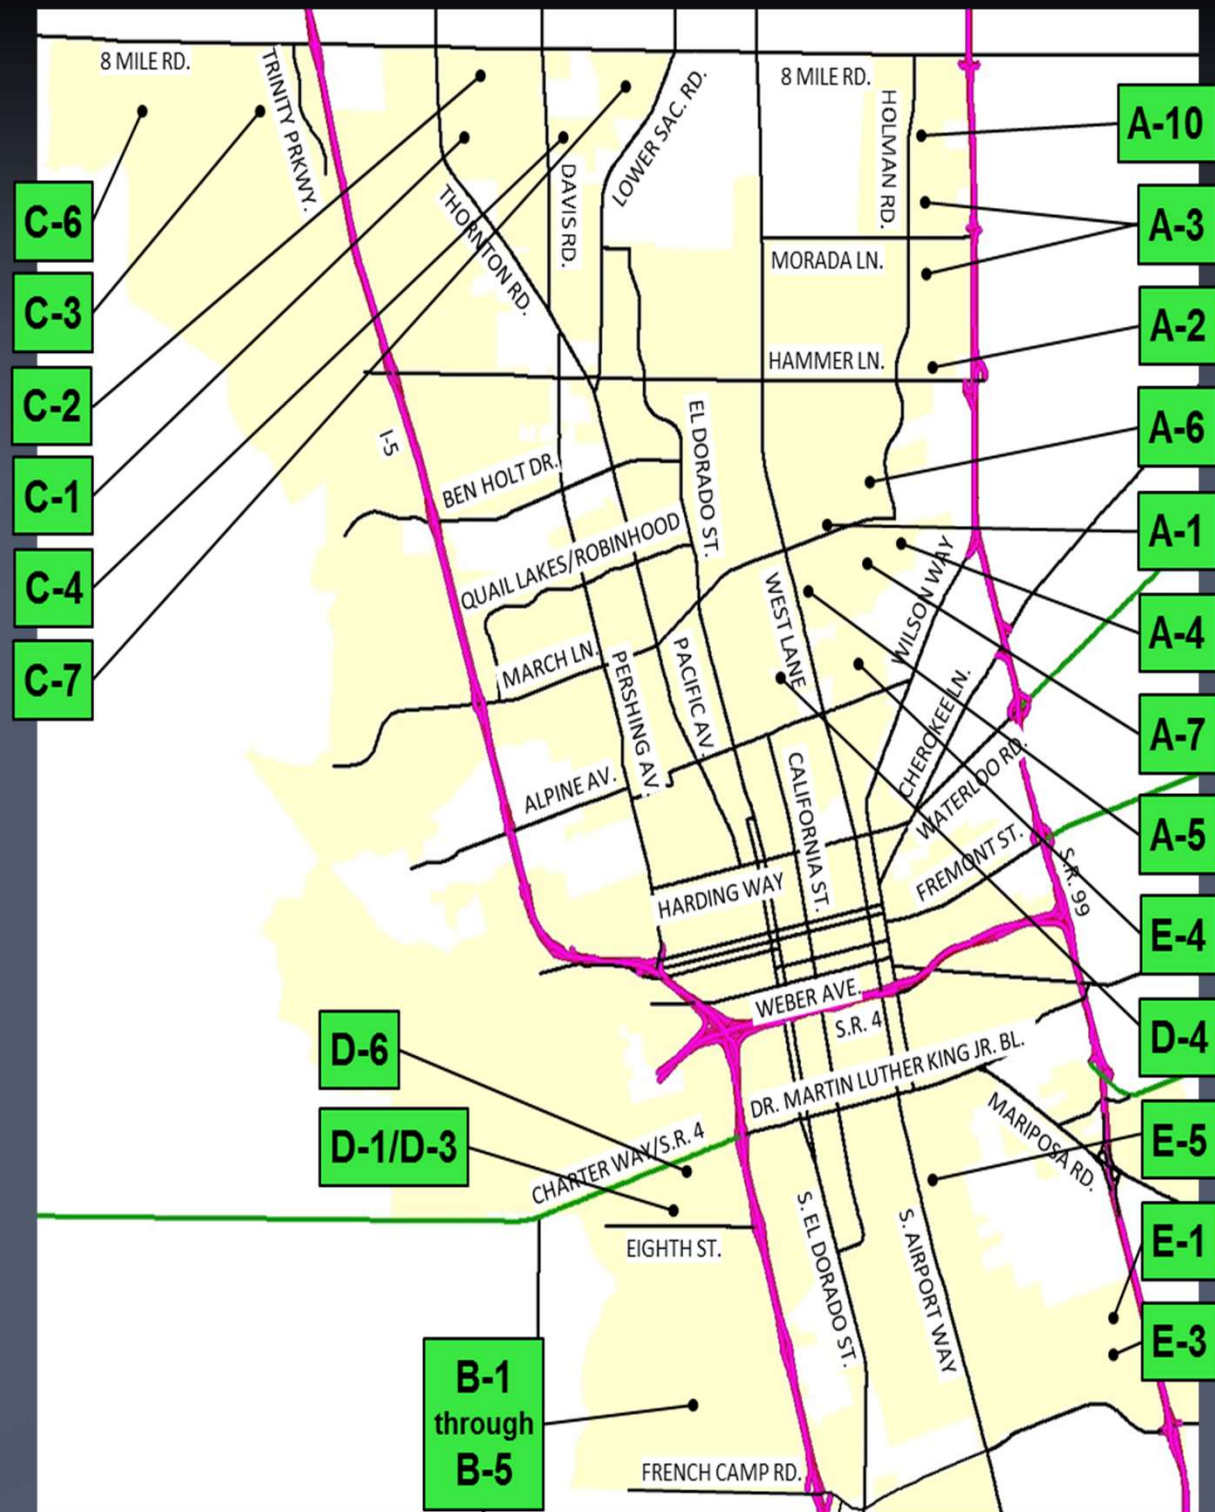 8 MILE RD.
TRINITY PRKWY.
8 MILE RD.
LOWER SAC. RD.
HOLMAN RD.
A-10
C-6
DAVIS RD.
THORNTON RD.
A-3
MORADA LN.
C-3
A-2
HAMMER LN.
C-2
EL DORADO ST.
A-6
I-5
BEN HOLT DR.
C-1
QUAIL LAKES/ROBINHOOD
A-1
WILSON WAY
C-4
WEST LANE
A-4
MARCH LN.
PERSHING AV.
PACIFIC AV.
C-7
CHEROKEE LN.
A-7
WATERLOO RD.
ALPINE AV.
CALIFORNIA ST.
A-5
FREMONT ST.
S.R. 99
HARDING WAY
E-4
WEBER AVE.
S.R. 4
D-4
D-6
DR. MARTIN LUTHER KING JR. BL.
MARIPOSA RD.
E-5
D-1/D-3
CHARTER WAY/S.R. 4
EIGHTH ST.
S. EL DORADO ST.
S. AIRPORT WAY
E-1
E-3
B-1
through
B-5
FRENCH CAMP RD.